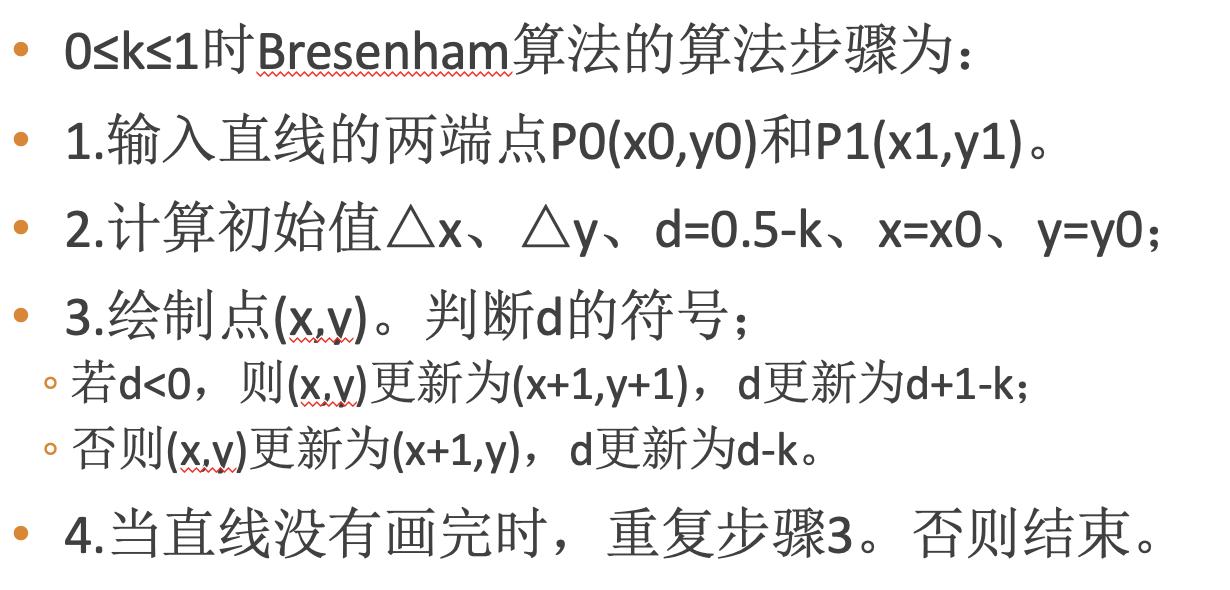 • 0≤k≤1时Bresenham算法的算法步骤为：
• 1.输入直线的两端点P0(x0,y0)和P1(x1,y1)。
• 2.计算初始值△x、△y、d=0.5-k、x=x0、y=y0；
• 3.绘制点(x,y)。判断d的符号；
◦ 若d<0，则(x,y)更新为(x+1,y+1)，d更新为d+1-k；
◦ 否则(x,y)更新为(x+1,y)，d更新为d-k。
• 4.当直线没有画完时，重复步骤3。否则结束。